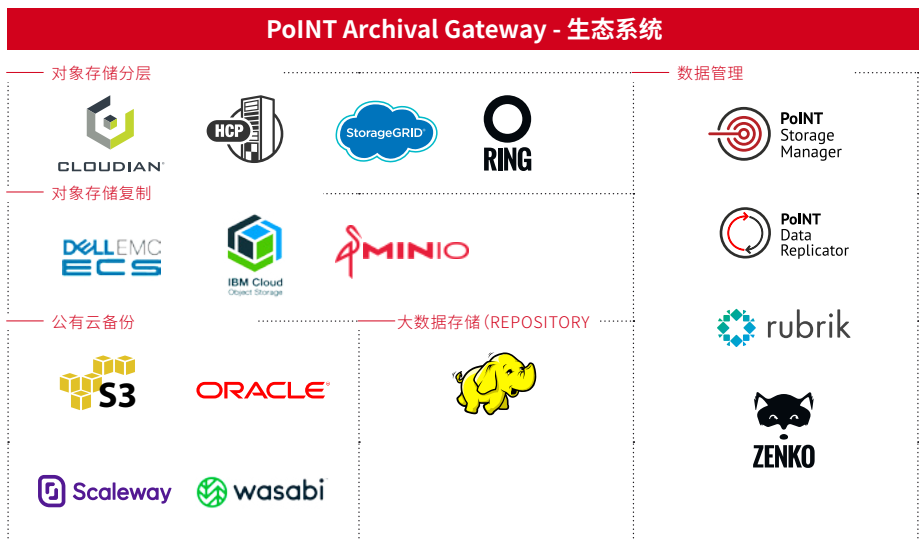 PoINT Archival Gateway - 生态系统
对象存储分层
CLOUDIAN
HCP
StorageGRID
RING
对象存储复制
DELLEMC
ECS
IBM Cloud
Object Storage
MINIO
公有云备份
S3
ORACLE
Scaleway
wasabi
大数据存储(REPOSITORY
数据管理
PoINT
Storage
Manager
PoINT
Data
Replicator
rubrik
ZENKO